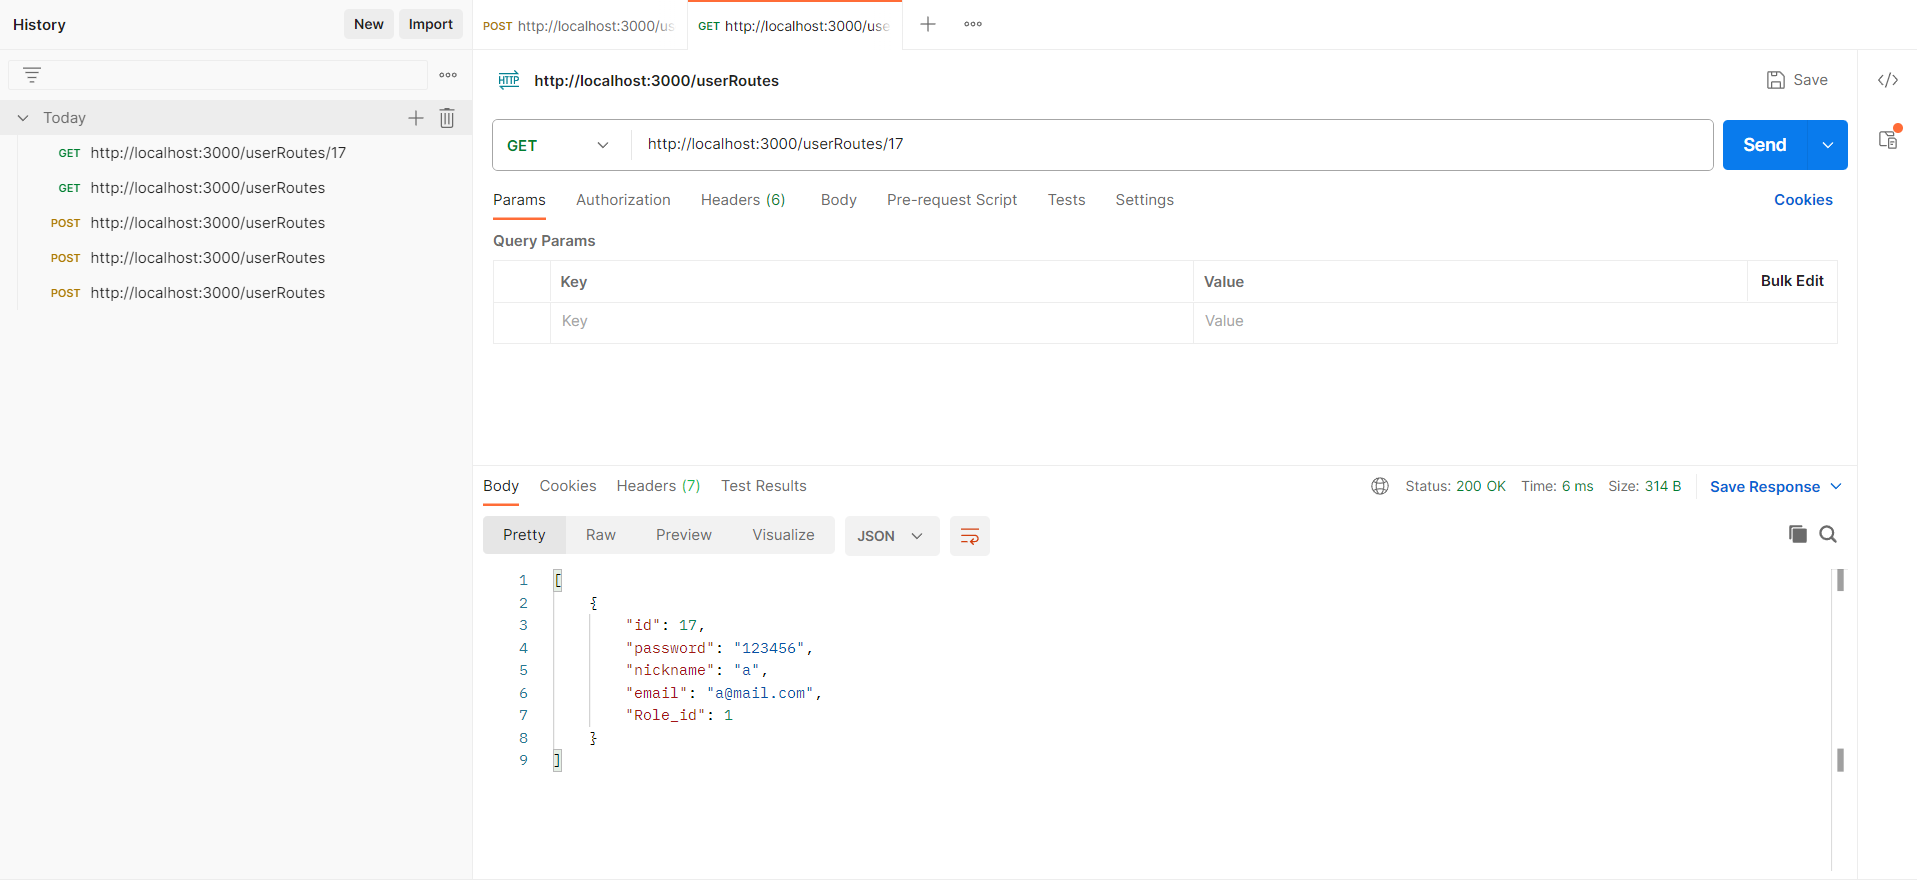 History
New
Import
POST http://localhost:3000/us
GET http://localhost:3000/use
Today
GET http://localhost:3000/userRoutes/17
GET http://localhost:3000/userRoutes
POST http://localhost:3000/userRoutes
POST http://localhost:3000/userRoutes
POST http://localhost:3000/userRoutes
HTTP http://localhost:3000/userRoutes
Save
GET http://localhost:3000/userRoutes/17
Send
Params Authorization Headers (6) Body Pre-request Script Tests Settings Cookies
Query Params
Key Value Bulk Edit
Key Value
Body Cookies Headers (7) Test Results Status: 200 OK Time: 6 ms Size: 314 B Save Response
Pretty Raw Preview Visualize JSON
1 [
2 {
3 "id": 17,
4 "password": "123456",
5 "nickname": "a",
6 "email": "a@mail.com",
7 "Role_id": 1
8 }
9 ]